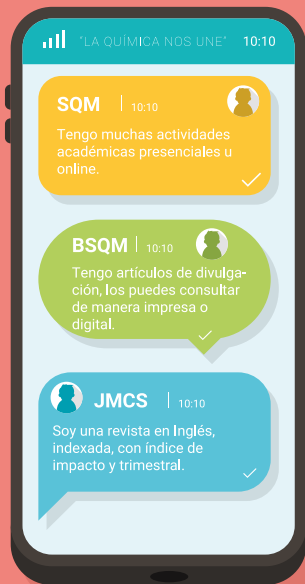 "LA QUÍMICA NOS UNE" 10:10
SQM | 10:10
Tengo muchas actividades
académicas presenciales u
online.
BSQM | 10:10
Tengo artículos de divulga-
ción, los puedes consultar
de manera impresa o
digital.
JMCS | 10:10
Soy una revista en Inglés,
indexada, con índice de
impacto y trimestral.